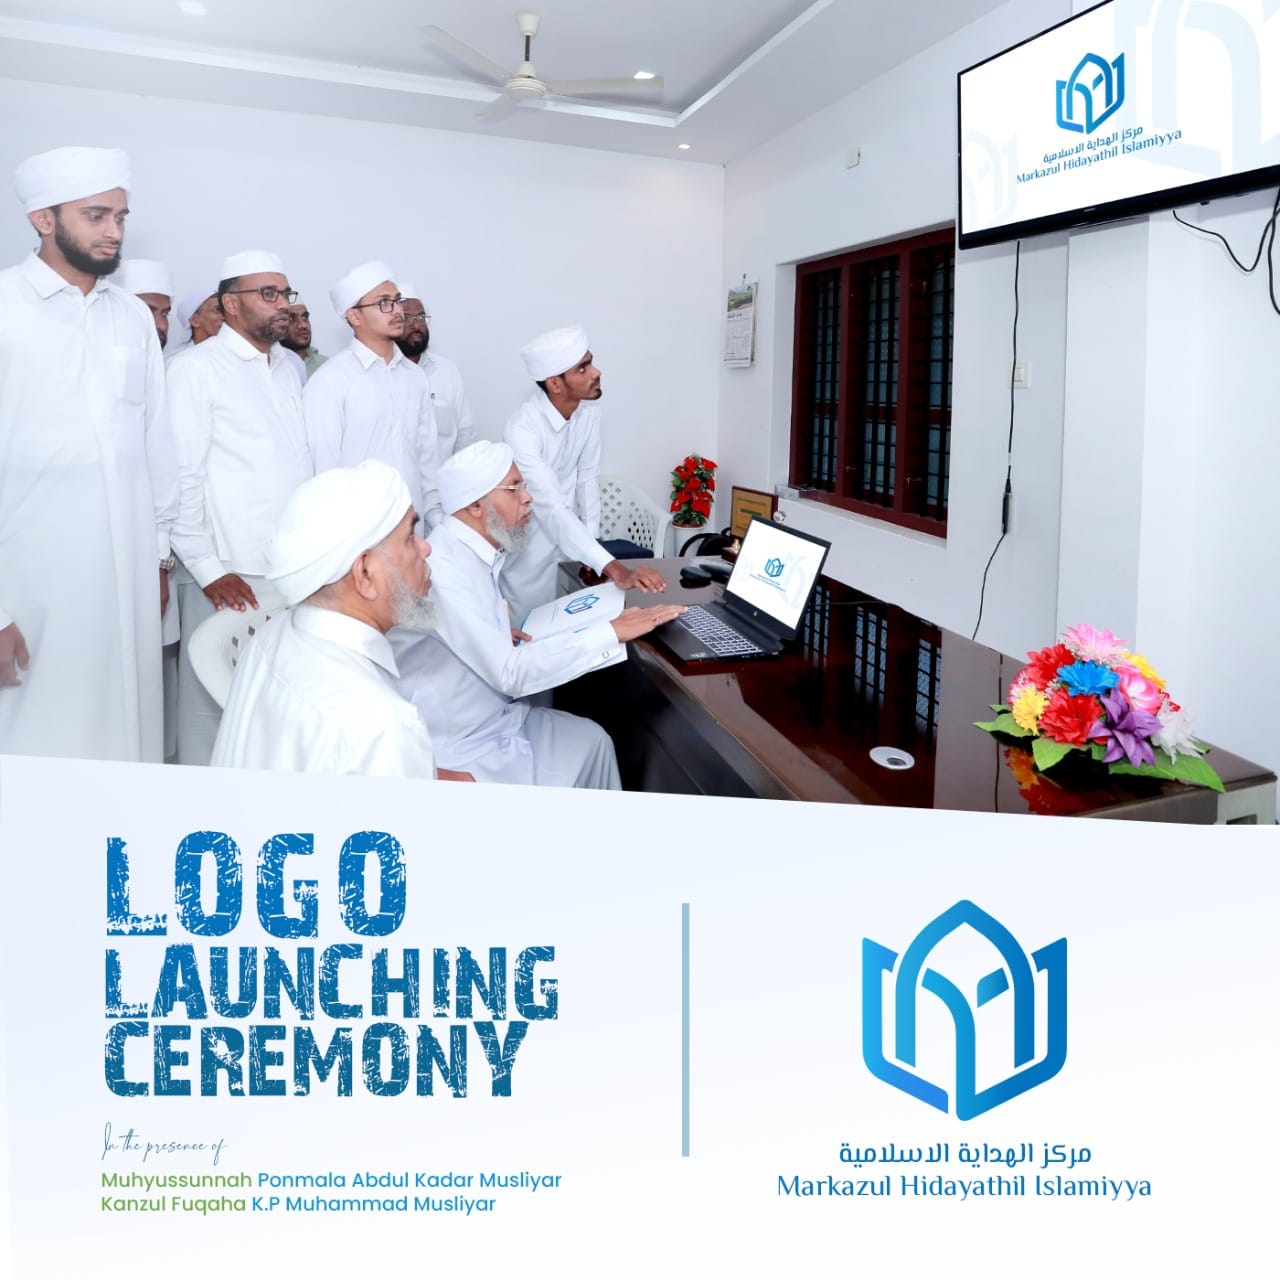 مركز الهداية الاسلامية
Markazul Hidayathil Islamiyya
LOGO
LAUNCHING
CEREMONY
In the presence of
Muhyussunnah Ponmala Abdul Kadar Musliyar
Kanzul Fuqaha K.P Muhammad Musliyar
مركز الهداية الاسلامية
Markazul Hidayathil Islamiyya